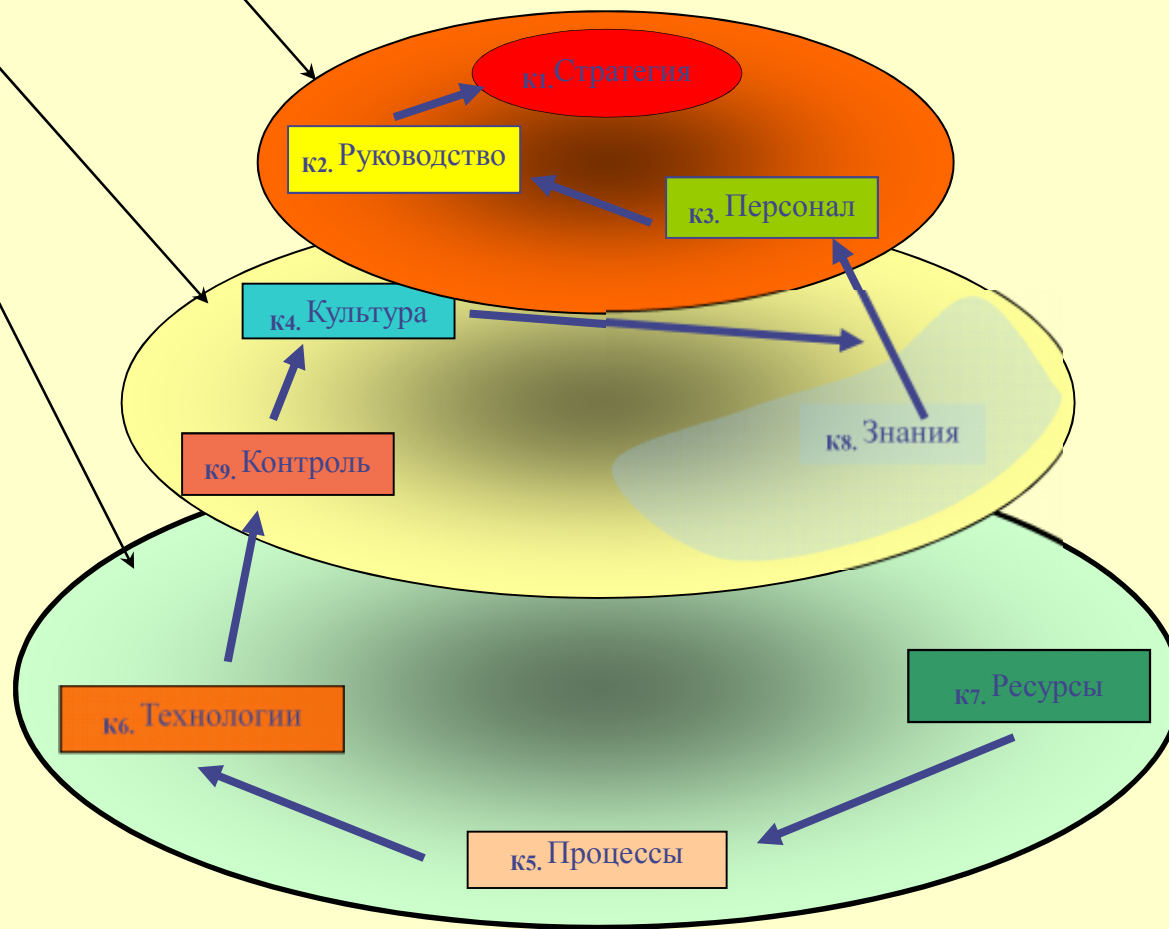 К1. Стратегия
К2. Руководство
К3. Персонал
К4. Культура
К8. Знания
К9. Контроль
К7. Ресурсы
К6. Технологии
К5. Процессы